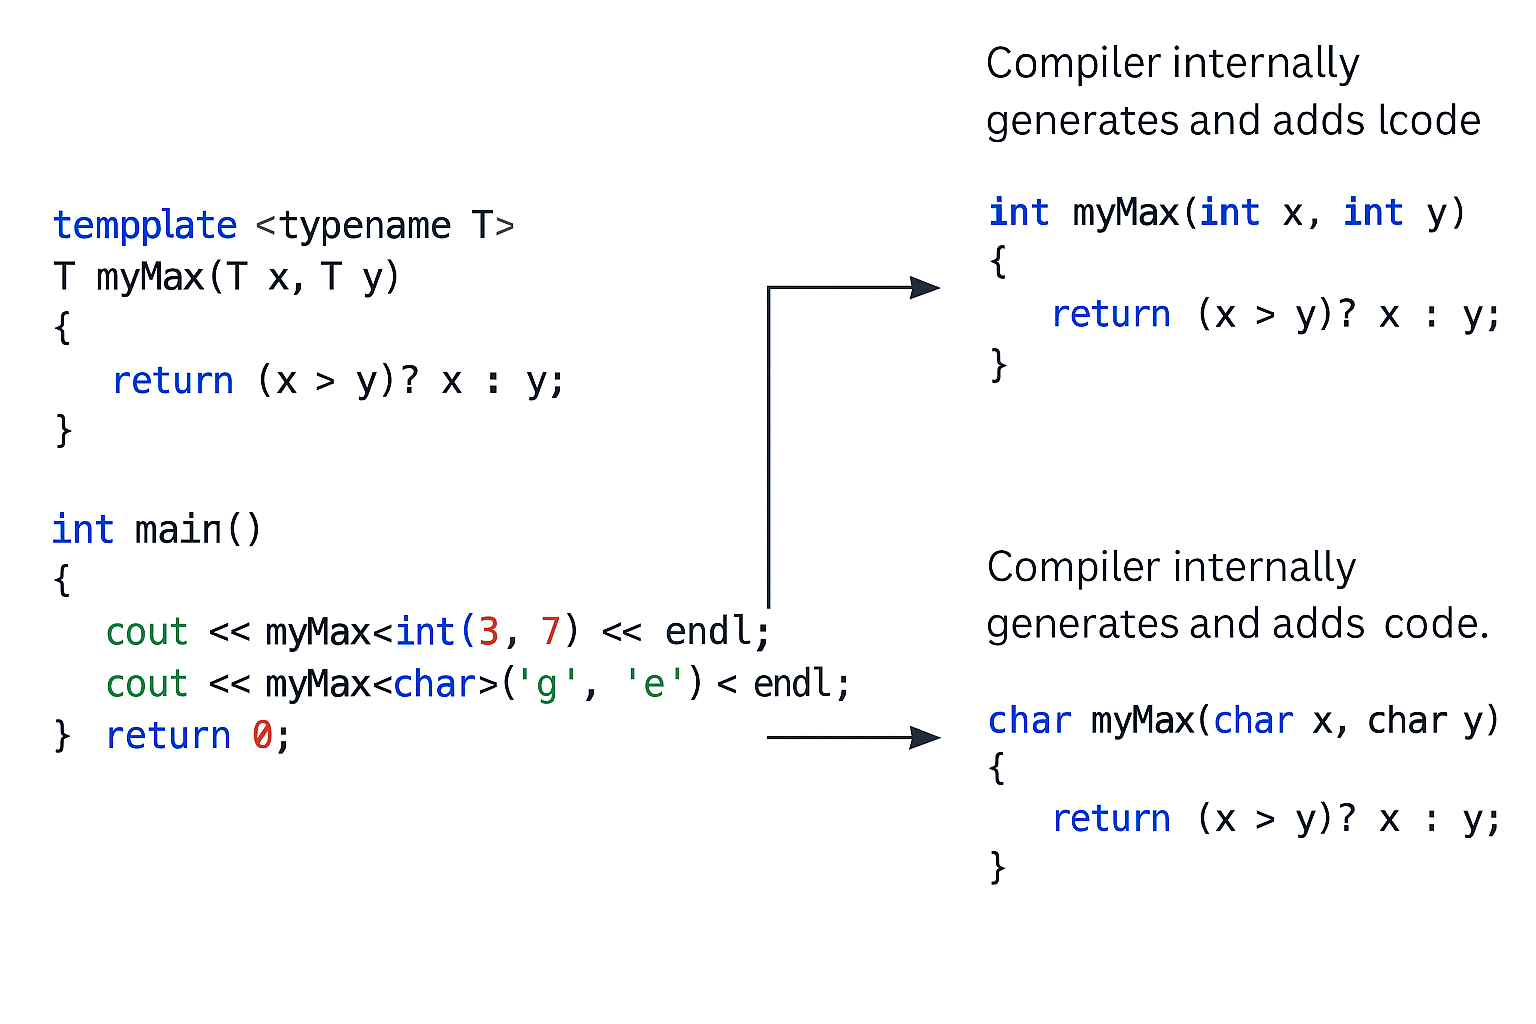 tempplate <typename T>
T myMax(T x, T y)
{
return (x > y)? x : y;
}
int main()
{
cout << myMax<int(3, 7) << endl;
cout << myMax<char>('g', 'e') < endl;
} return 0;
Compiler internally
generates and adds lcode
int myMax(int x, int y)
{
return (x > y)? x : y;
}
Compiler internally
generates and adds code.
char myMax(char x, char y)
{
return (x > y)? x : y;
}